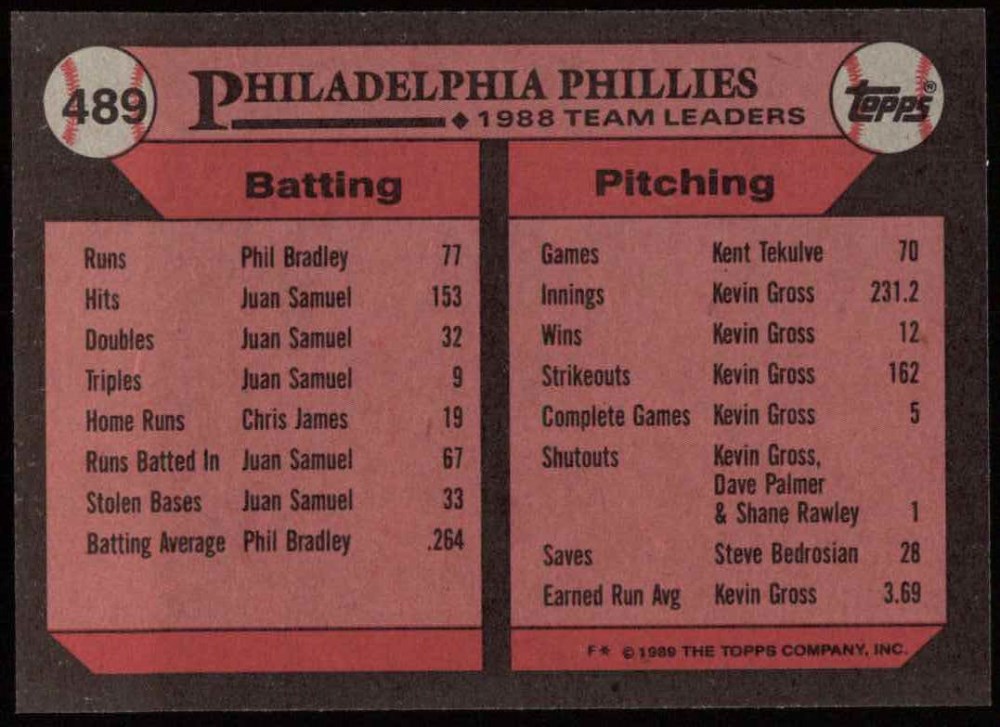 489
PHILADELPHIA PHILLIES
◆ 1988 TEAM LEADERS
TOPPS®
Batting
Runs Phil Bradley 77
Hits Juan Samuel 153
Doubles Juan Samuel 32
Triples Juan Samuel 9
Home Runs Chris James 19
Runs Batted In Juan Samuel 67
Stolen Bases Juan Samuel 33
Batting Average Phil Bradley .264
Pitching
Games Kent Tekulve 70
Innings Kevin Gross 231.2
Wins Kevin Gross 12
Strikeouts Kevin Gross 162
Complete Games Kevin Gross 5
Shutouts Kevin Gross,
Dave Palmer
& Shane Rawley 1
Saves Steve Bedrosian 28
Earned Run Avg Kevin Gross 3.69
F* © 1989 THE TOPPS COMPANY, INC.